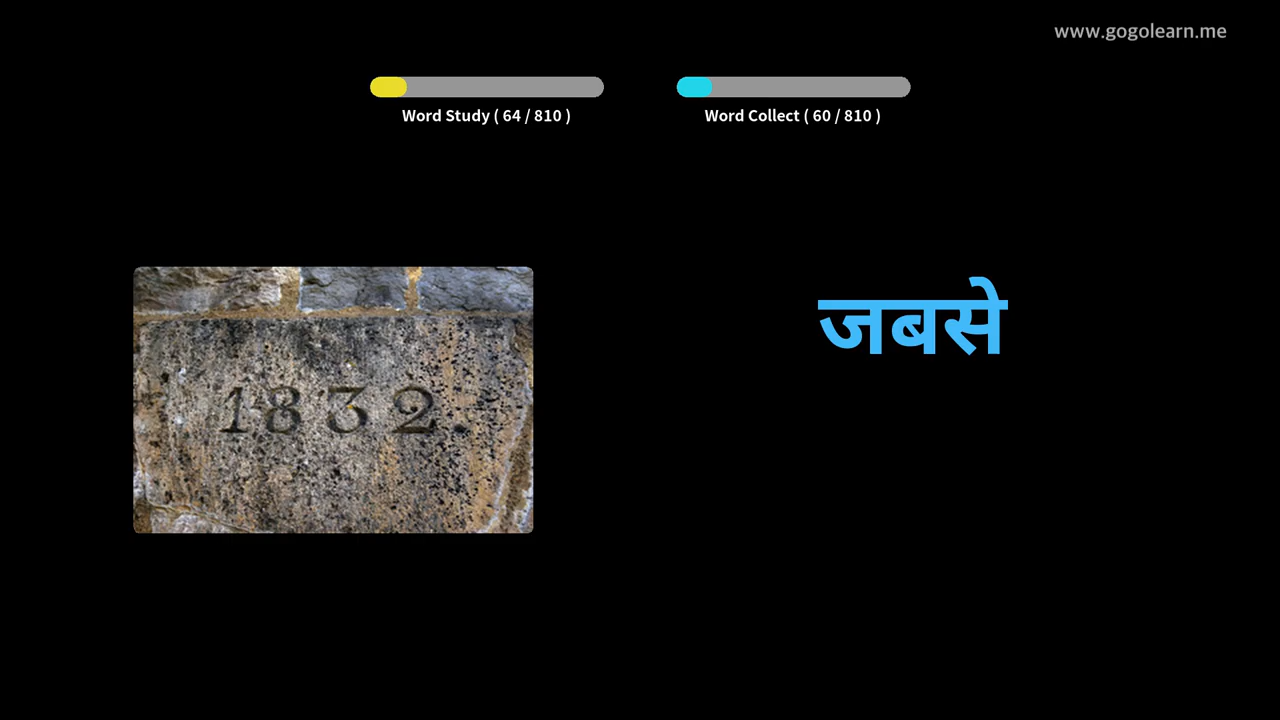 www.gogolearn.me
Word Study ( 64 / 810 )
Word Collect ( 60 / 810 )
जबसे
1832.